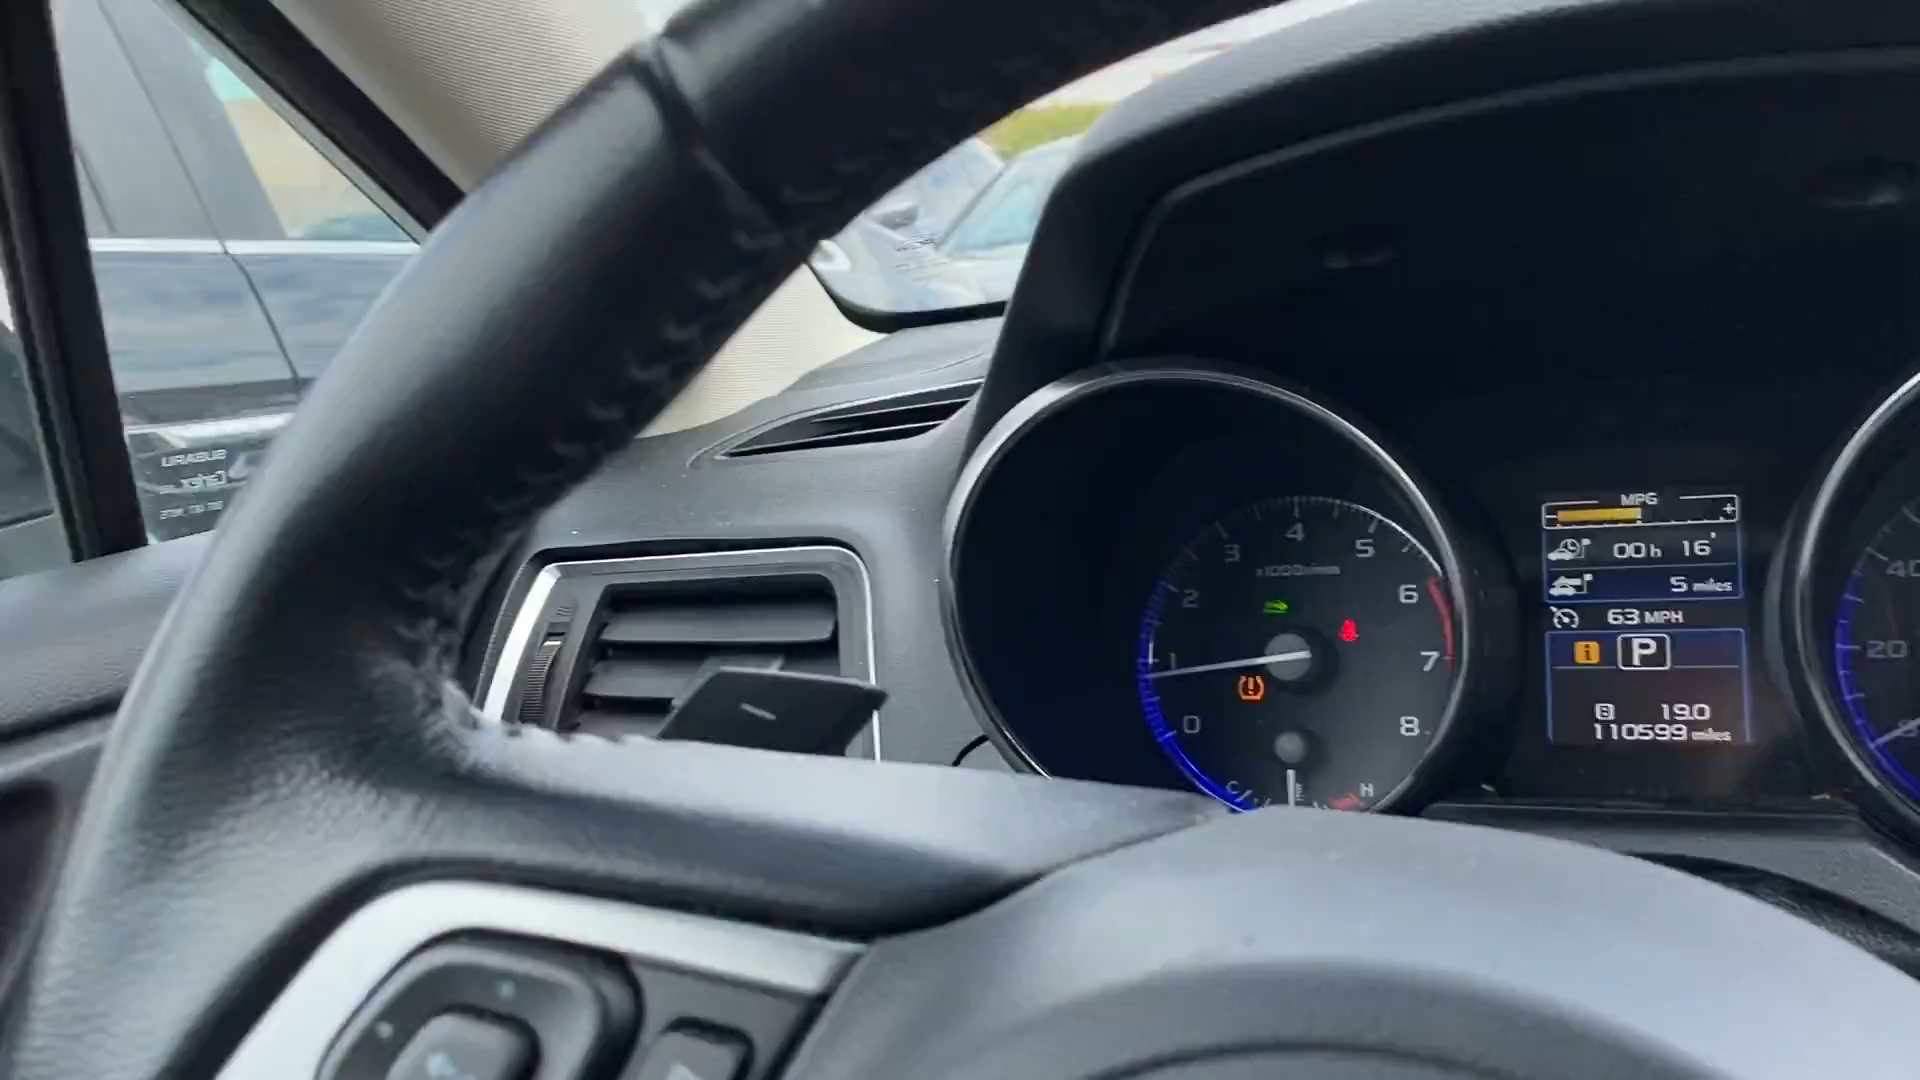 SUBARU
MPG
- +
00h 16'
5 miles
63 MPH
i P
B 19.0
110599 miles
0
1
2
3
4
5
6
7
8
x1000r/min
C H
20
40